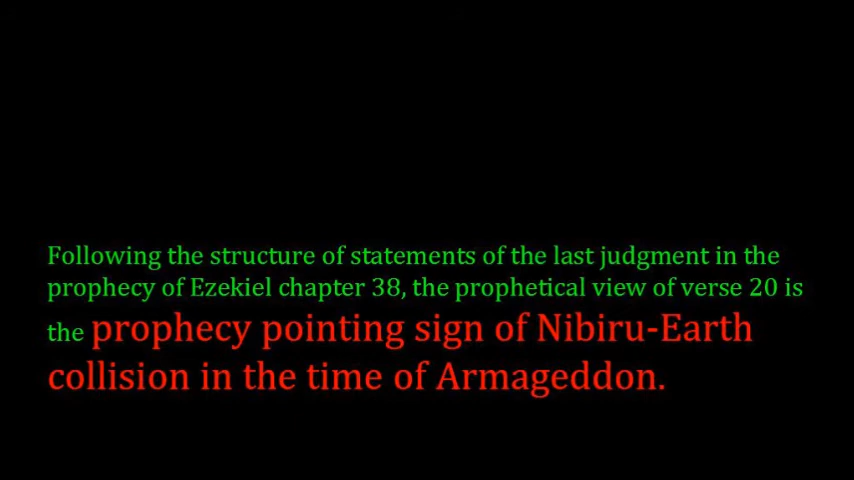 Following the structure of statements of the last judgment in the
prophecy of Ezekiel chapter 38, the prophetical view of verse 20 is
the prophecy pointing sign of Nibiru-Earth
collision in the time of Armageddon.